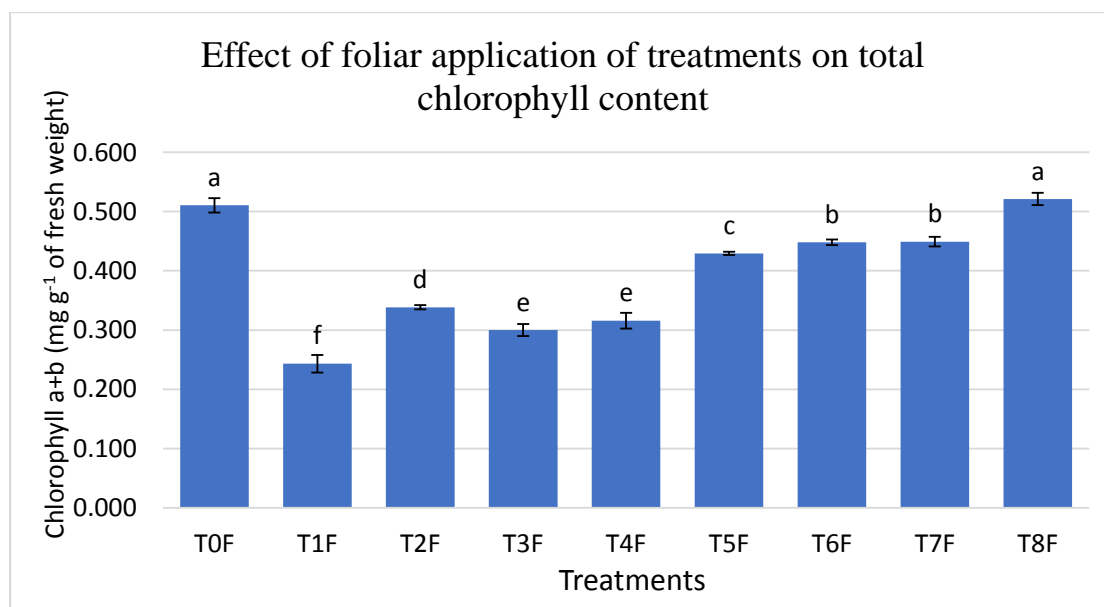 Effect of foliar application of treatments on total
chlorophyll content
Chlorophyll a+b (mg g⁻¹ of fresh weight)
0.600
0.500
0.400
0.300
0.200
0.100
0.000
a
f
d
e
e
c
b
b
a
T0F T1F T2F T3F T4F T5F T6F T7F T8F
Treatments